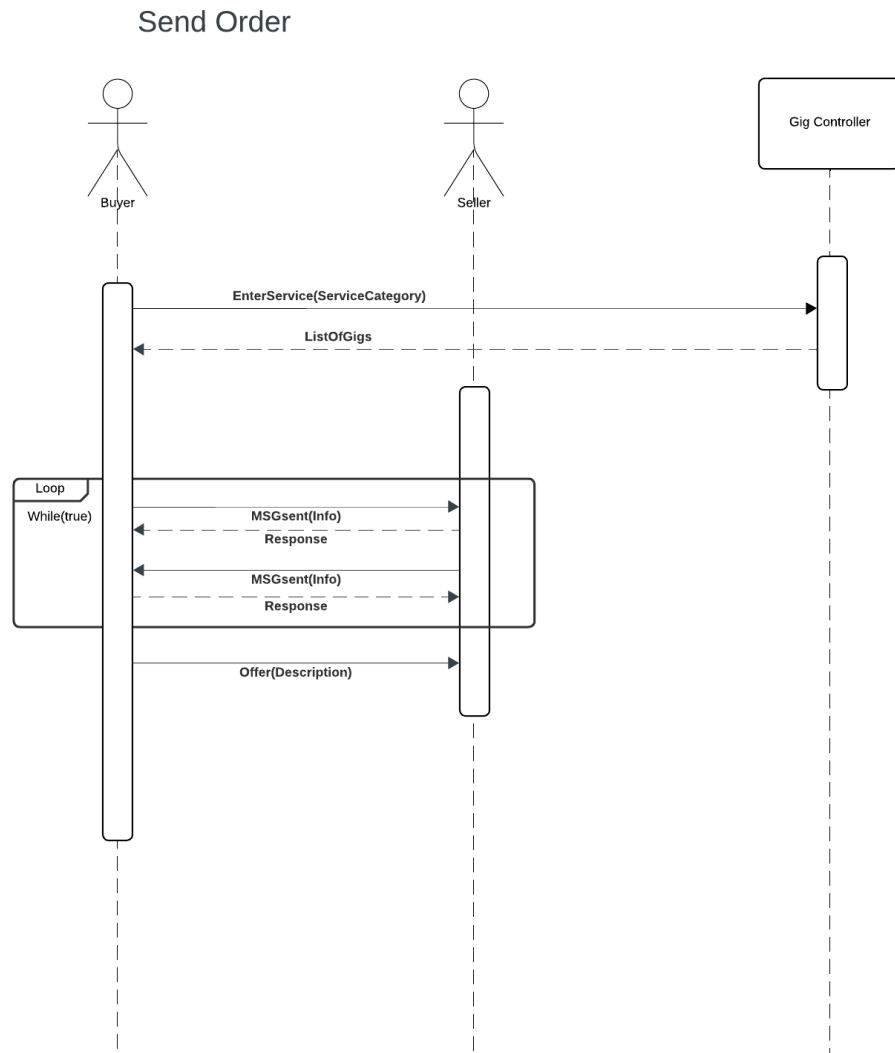 Send Order
Gig Controller
Buyer
Seller
EnterService(ServiceCategory)
ListOfGigs
Loop
While(true)
MSGsent(Info)
Response
MSGsent(Info)
Response
Offer(Description)